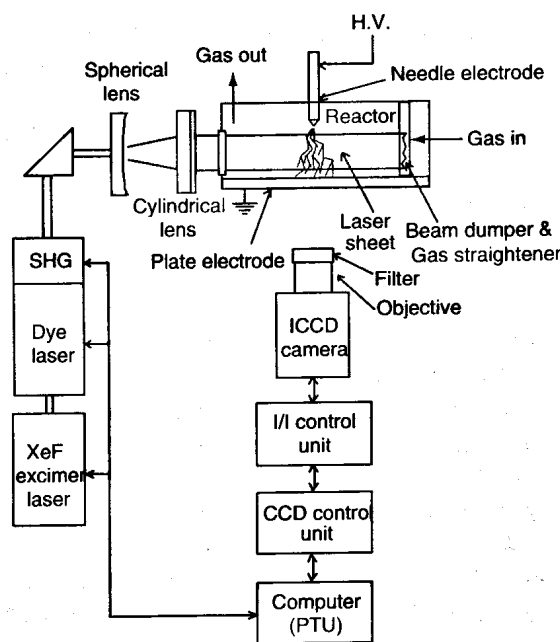 H.V.
Spherical
lens
Gas out
Needle electrode
Reactor
Gas in
Cylindrical
lens
Laser
sheet
Beam dumper &
Gas straightener
Plate electrode
Filter
Objective
SHG
Dye
laser
XeF
excimer
laser
ICCD
camera
I/I control
unit
CCD control
unit
Computer
(PTU)